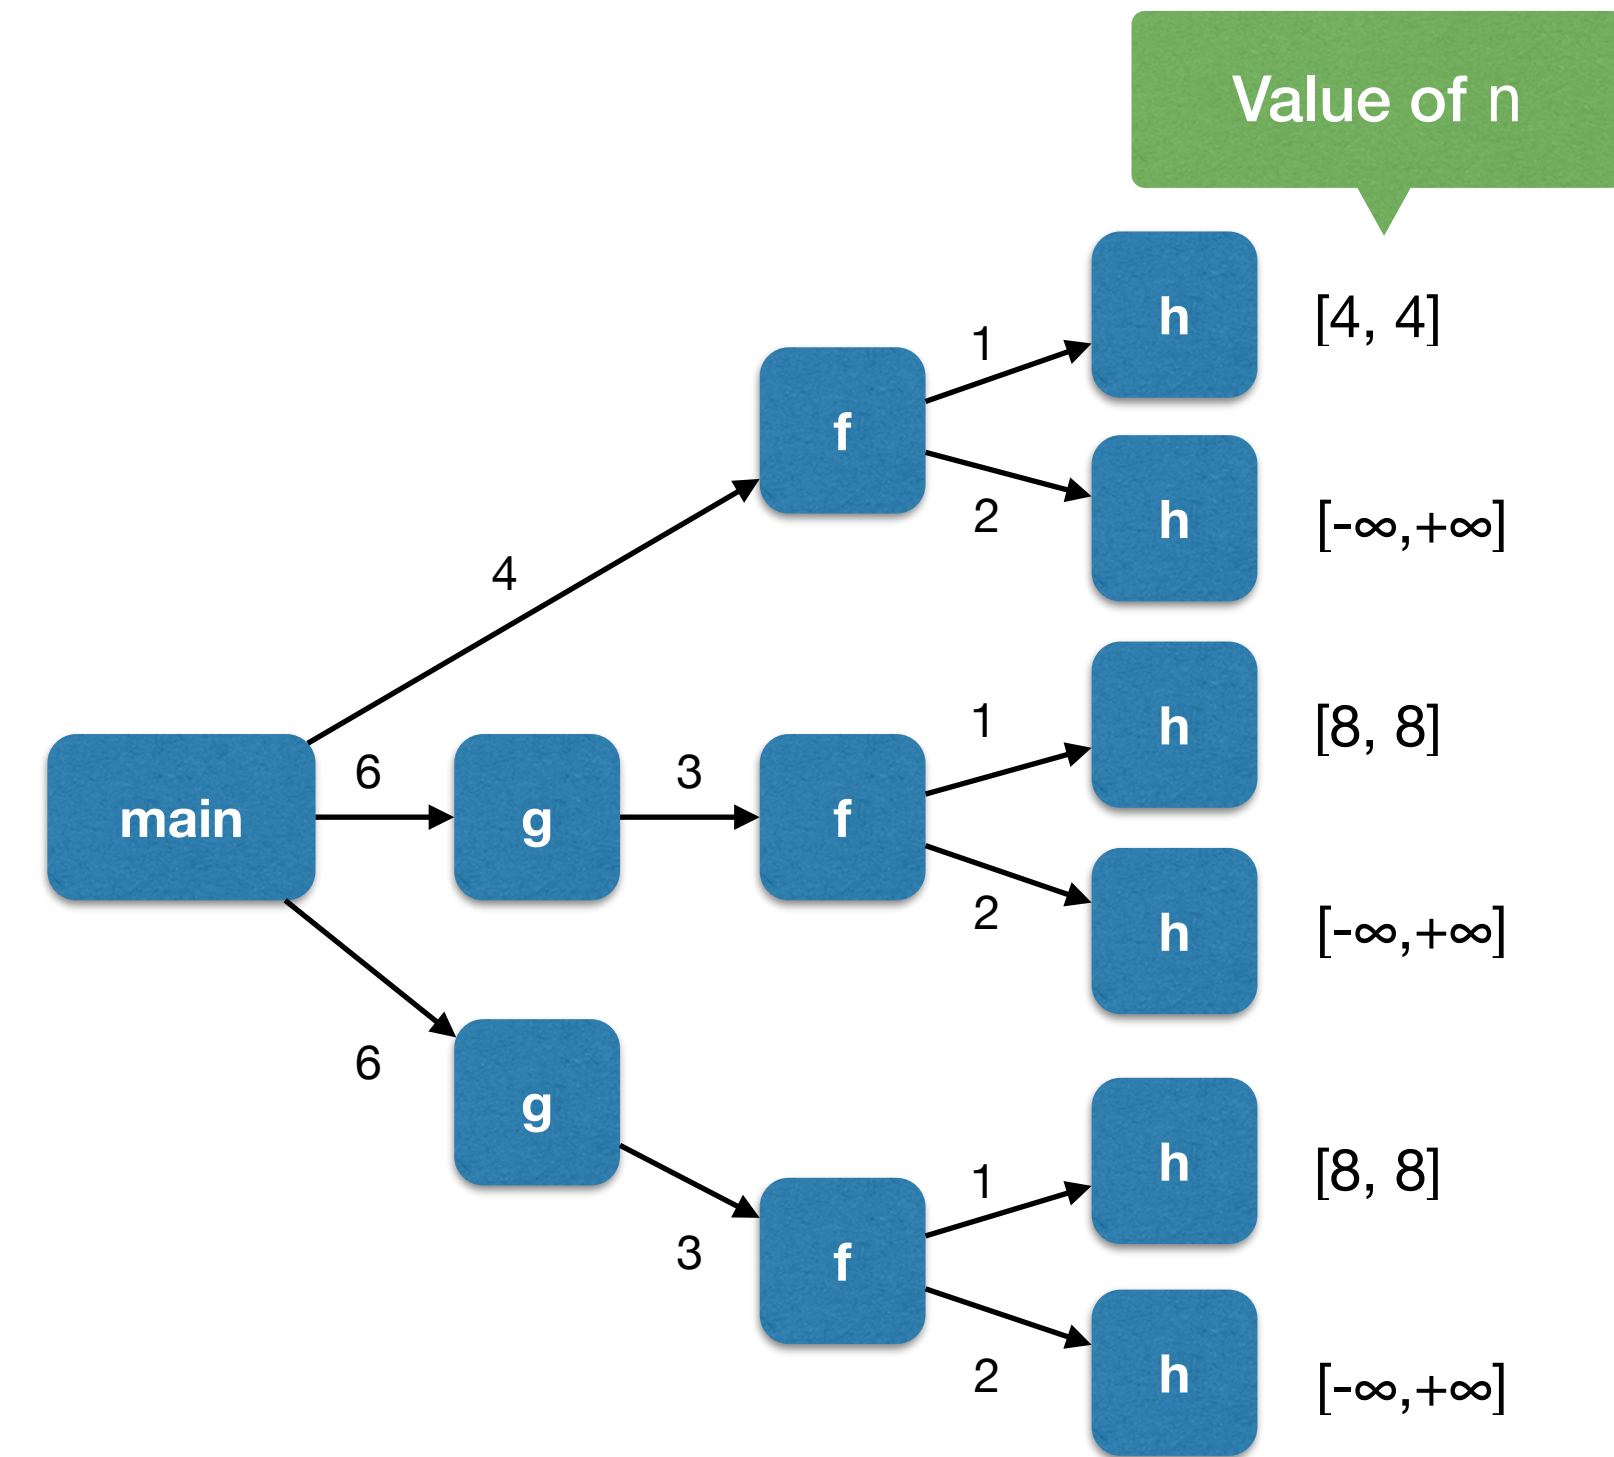 Value of n
h [4, 4]
1
f
2
h [-∞,+∞]
4
h [8, 8]
1
6
3
main
g
f
2
h [-∞,+∞]
6
g
h [8, 8]
1
3
f
2
h [-∞,+∞]